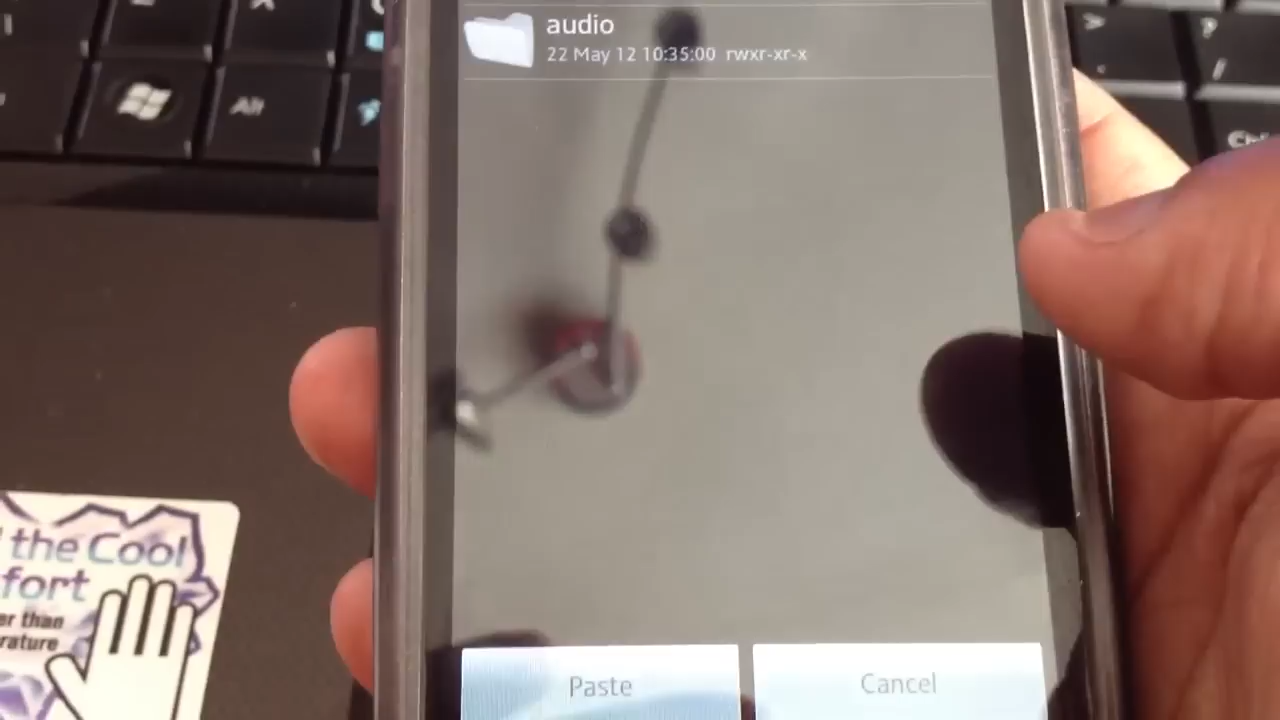 audio
22 May 12 10:35:00 rwxr-xr-x
Alt
the Cool
fort
er than
rature
Paste
Cancel